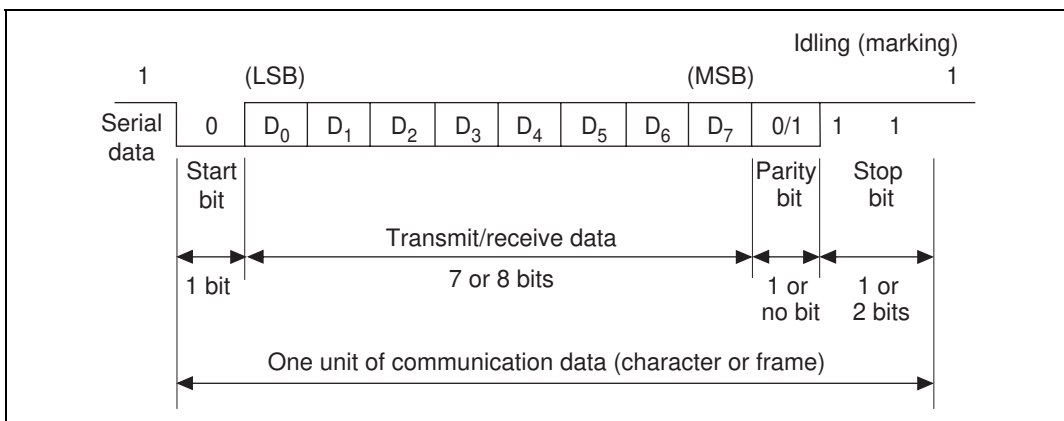 Idling (marking)
1 (LSB) (MSB) 1
Serial data
0 D₀ D₁ D₂ D₃ D₄ D₅ D₆ D₇ 0/1 1 1
Start bit
Parity bit
Stop bit
Transmit/receive data
1 bit
7 or 8 bits
1 or no bit
1 or 2 bits
One unit of communication data (character or frame)